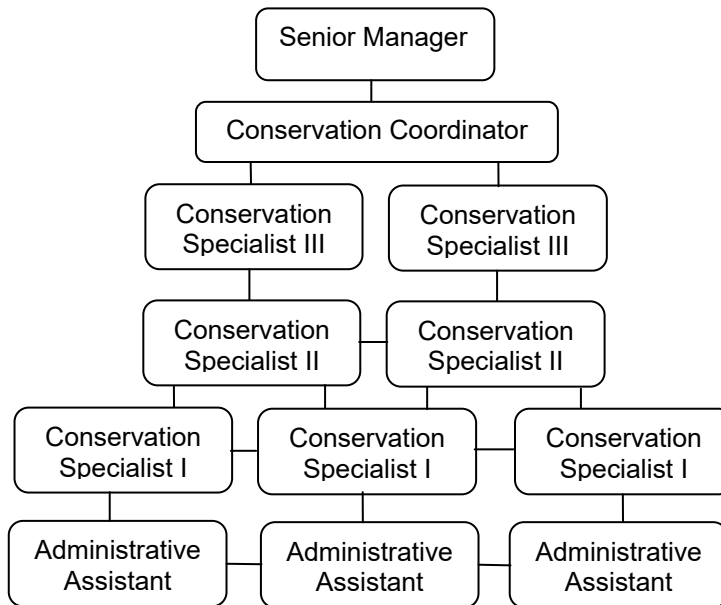 Senior Manager
Conservation Coordinator
Conservation
Specialist III
Conservation
Specialist III
Conservation
Specialist II
Conservation
Specialist II
Conservation
Specialist I
Conservation
Specialist I
Conservation
Specialist I
Administrative
Assistant
Administrative
Assistant
Administrative
Assistant